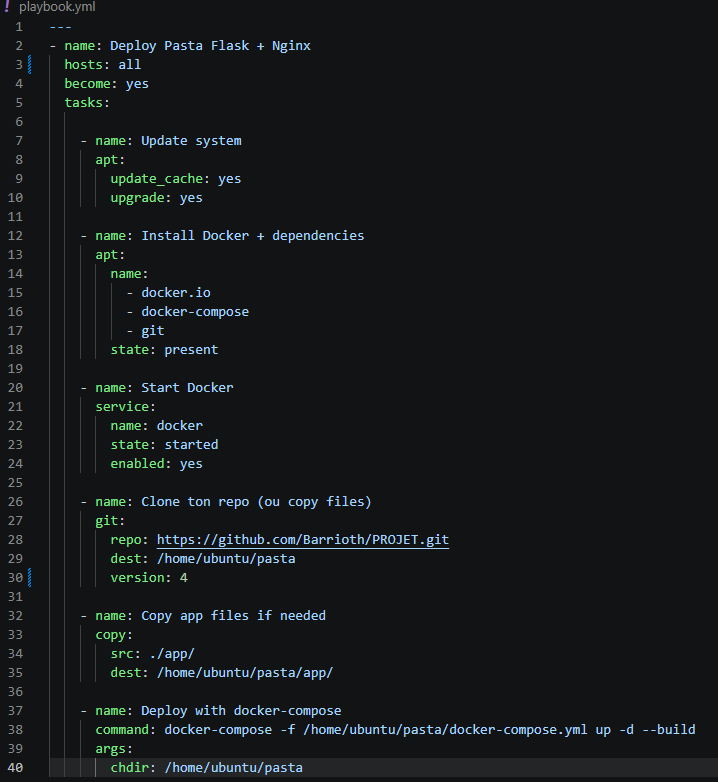 ! playbook.yml
1 ---
2 - name: Deploy Pasta Flask + Nginx
3 hosts: all
4 become: yes
5 tasks:
6
7 - name: Update system
8 apt:
9 update_cache: yes
10 upgrade: yes
11
12 - name: Install Docker + dependencies
13 apt:
14 name:
15 - docker.io
16 - docker-compose
17 - git
18 state: present
19
20 - name: Start Docker
21 service:
22 name: docker
23 state: started
24 enabled: yes
25
26 - name: Clone ton repo (ou copy files)
27 git:
28 repo: https://github.com/Barrioth/PROJET.git
29 dest: /home/ubuntu/pasta
30 version: 4
31
32 - name: Copy app files if needed
33 copy:
34 src: ./app/
35 dest: /home/ubuntu/pasta/app/
36
37 - name: Deploy with docker-compose
38 command: docker-compose -f /home/ubuntu/pasta/docker-compose.yml up -d --build
39 args:
40 chdir: /home/ubuntu/pasta